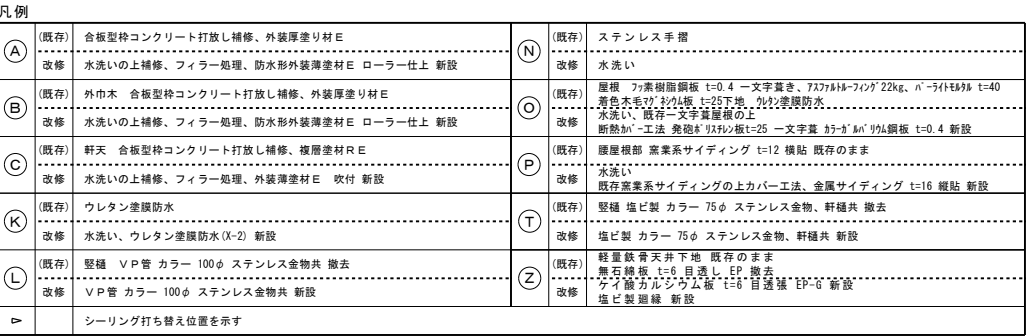 凡例
A (既存) 合板型枠コンクリート打放し補修、外装厚塗り材E
改修 水洗いの上補修、フィラー処理、防水形外装薄塗材E ローラー仕上 新設
B (既存) 外巾木 合板型枠コンクリート打放し補修、外装厚塗り材E
改修 水洗いの上補修、フィラー処理、防水形外装薄塗材E ローラー仕上 新設
C (既存) 軒天 合板型枠コンクリート打放し補修、複層塗材RE
改修 水洗いの上補修、フィラー処理、外装薄塗材E 吹付 新設
K (既存) ウレタン塗膜防水
改修 水洗い、ウレタン塗膜防水(X-2) 新設
L (既存) 竪樋 VP管 カラー 100φ ステンレス金物共 撤去
改修 VP管 カラー 100φ ステンレス金物共 新設
▻ シーリング打ち替え位置を示す
N (既存) ステンレス手摺
改修 水洗い
O (既存) 屋根 フッ素樹脂鋼板 t=0.4 一文字葺き、アスファルトルーフィング22kg、パーライトモルタル t=40
着色木毛マグネシウム板 t=25下地 ウレタン塗膜防水
改修 水洗い、既存一文字葺屋根の上
断熱カバー工法 発砲ポリスチレン板t=25 一文字葺 カラーガルバリウム鋼板 t=0.4 新設
P (既存) 腰屋根部 窯業系サイディング t=12 横貼 既存のまま
改修 水洗い
既存窯業系サイディングの上カバー工法、金属サイディング t=16 縦貼 新設
T (既存) 竪樋 塩ビ製 カラー 75φ ステンレス金物、軒樋共 撤去
改修 塩ビ製 カラー 75φ ステンレス金物、軒樋共 新設
Z (既存) 軽量鉄骨天井下地 既存のまま
無石綿板 t=6 目透し EP 撤去
改修 ケイ酸カルシウム板 t=6 目透張 EP-G 新設
塩ビ製廻縁 新設